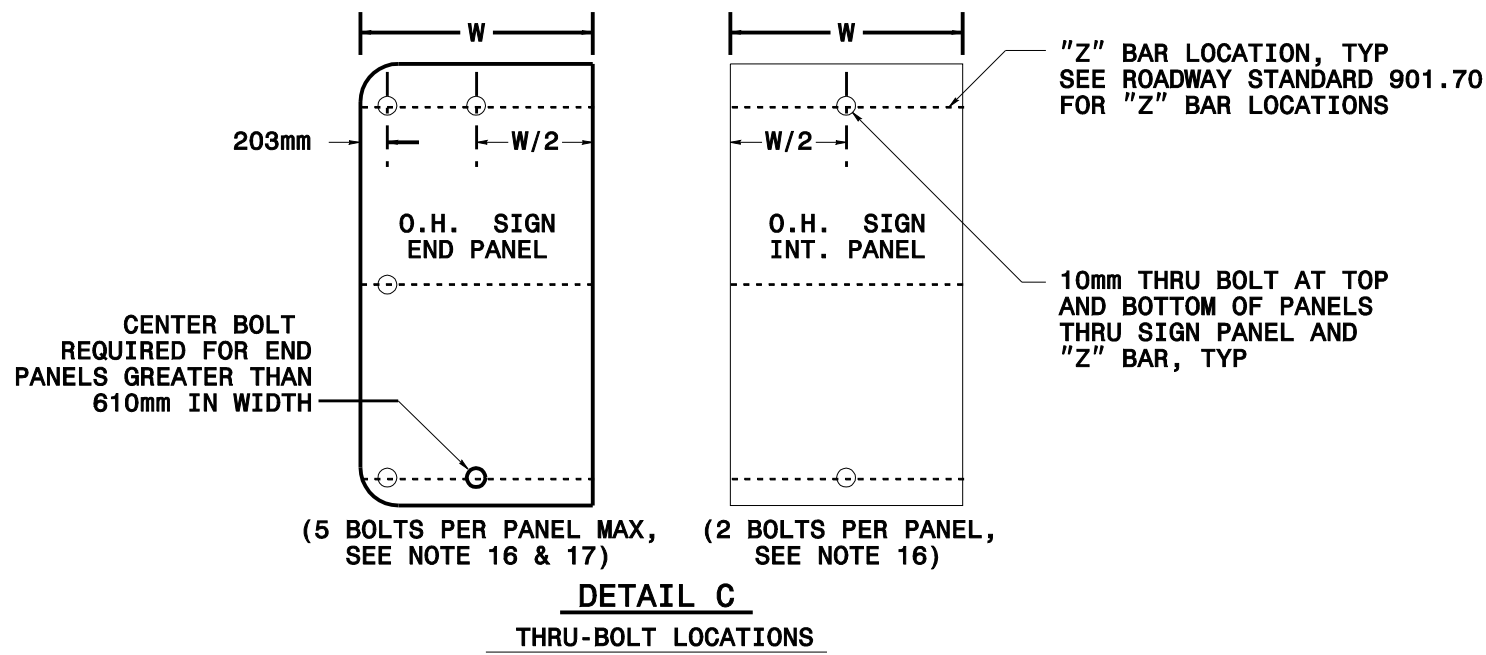 W
W
"Z" BAR LOCATION, TYP
SEE ROADWAY STANDARD 901.70
FOR "Z" BAR LOCATIONS
203mm
W/2
W/2
O.H. SIGN
END PANEL
O.H. SIGN
INT. PANEL
10mm THRU BOLT AT TOP
AND BOTTOM OF PANELS
THRU SIGN PANEL AND
"Z" BAR, TYP
CENTER BOLT
REQUIRED FOR END
PANELS GREATER THAN
610mm IN WIDTH
(5 BOLTS PER PANEL MAX,
SEE NOTE 16 & 17)
(2 BOLTS PER PANEL,
SEE NOTE 16)
DETAIL C
THRU-BOLT LOCATIONS